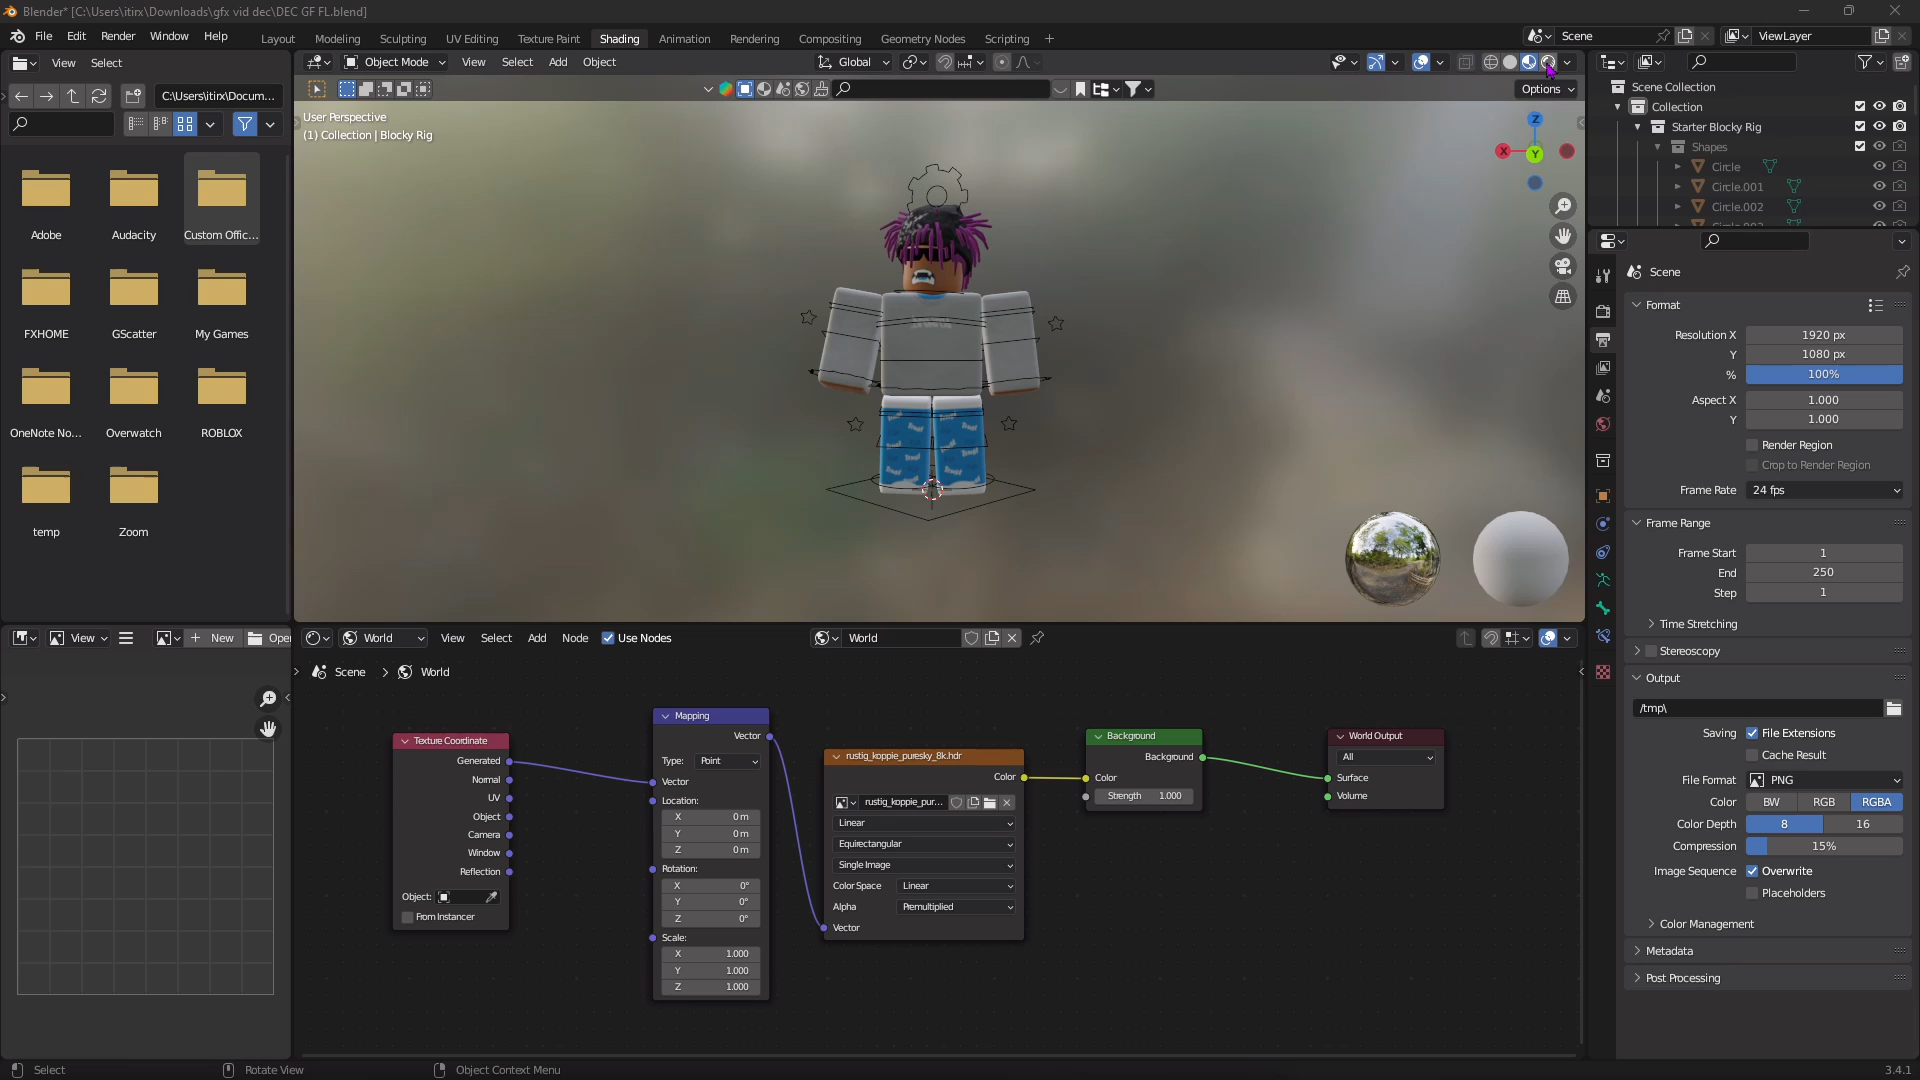 Blender* [C:\Users\itirx\Downloads\gfx vid dec\DEC GF FL.blend]
File Edit Render Window Help
Layout Modeling Sculpting UV Editing Texture Paint Shading Animation Rendering Compositing Geometry Nodes Scripting +
Scene
ViewLayer
View Select
Object Mode View Select Add Object
Global
C:\Users\itirx\Docum...
Options
User Perspective
(1) Collection | Blocky Rig
Z
X
Y
Adobe
Audacity
Custom Offic...
FXHOME
GScatter
My Games
OneNote No...
Overwatch
ROBLOX
temp
Zoom
Scene Collection
Collection
Starter Blocky Rig
Shapes
Circle
Circle.001
Circle.002
Scene
Format
Resolution X 1920 px
Y 1080 px
% 100%
Aspect X 1.000
Y 1.000
Render Region
Crop to Render Region
Frame Rate 24 fps
Frame Range
Frame Start 1
End 250
Step 1
Time Stretching
Stereoscopy
Output
/tmp\
Saving File Extensions
Cache Result
File Format PNG
Color BW RGB RGBA
Color Depth 8 16
Compression 15%
Image Sequence Overwrite
Placeholders
Color Management
Metadata
Post Processing
View
New
Open
World View Select Add Node Use Nodes
World
Scene > World
Texture Coordinate
Generated
Normal
UV
Object
Camera
Window
Reflection
Object:
From Instancer
Mapping
Vector
Type: Point
Vector
Location:
X 0 m
Y 0 m
Z 0 m
Rotation:
X 0°
Y 0°
Z 0°
Scale:
X 1.000
Y 1.000
Z 1.000
rustig_koppie_puresky_8k.hdr
Color
rustig_koppie_pur...
Linear
Equirectangular
Single Image
Color Space Linear
Alpha Premultiplied
Vector
Background
Background
Color
Strength 1.000
World Output
All
Surface
Volume
Select
Rotate View
Object Context Menu
3.4.1